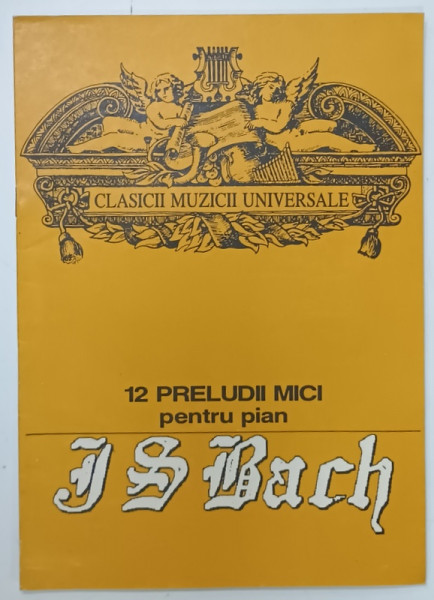 CLASICII MUZICII UNIVERSALE
12 PRELUDII MICI
pentru pian
J S Bach